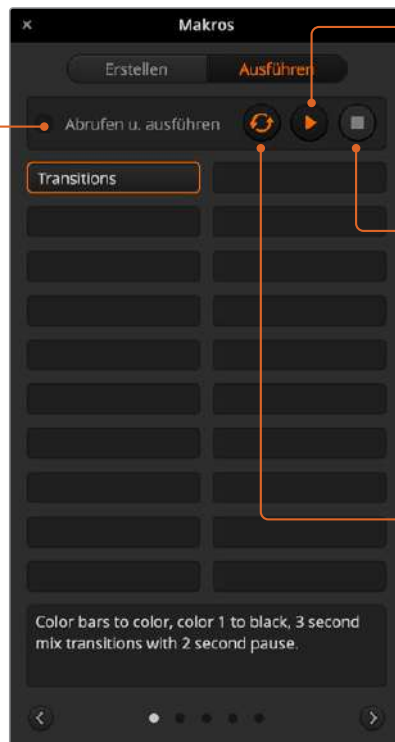 Makros
Erstellen Ausführen
Abrufen u. ausführen
Transitions
Color bars to color, color 1 to black, 3 second
mix transitions with 2 second pause.